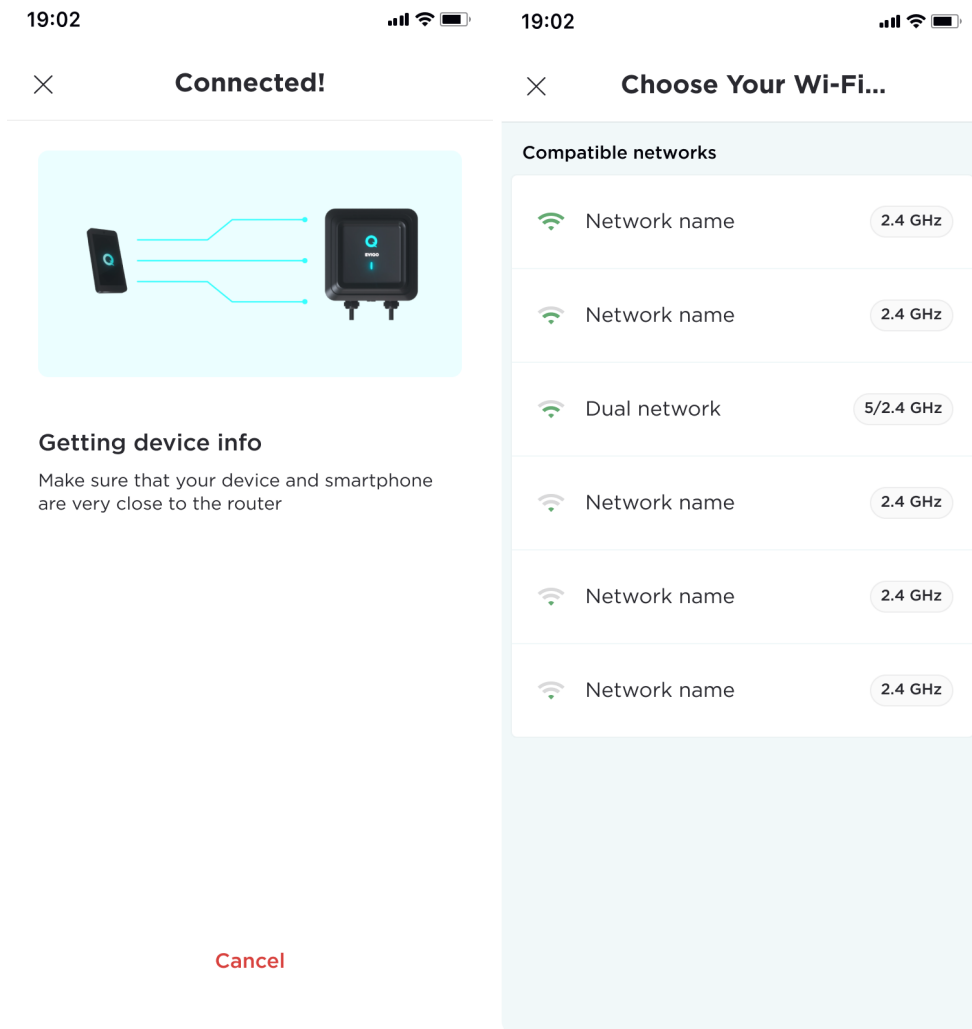 19:02
Connected!
EVIQO
Getting device info
Make sure that your device and smartphone
are very close to the router
Cancel
19:02
Choose Your Wi-Fi...
Compatible networks
Network name 2.4 GHz
Network name 2.4 GHz
Dual network 5/2.4 GHz
Network name 2.4 GHz
Network name 2.4 GHz
Network name 2.4 GHz